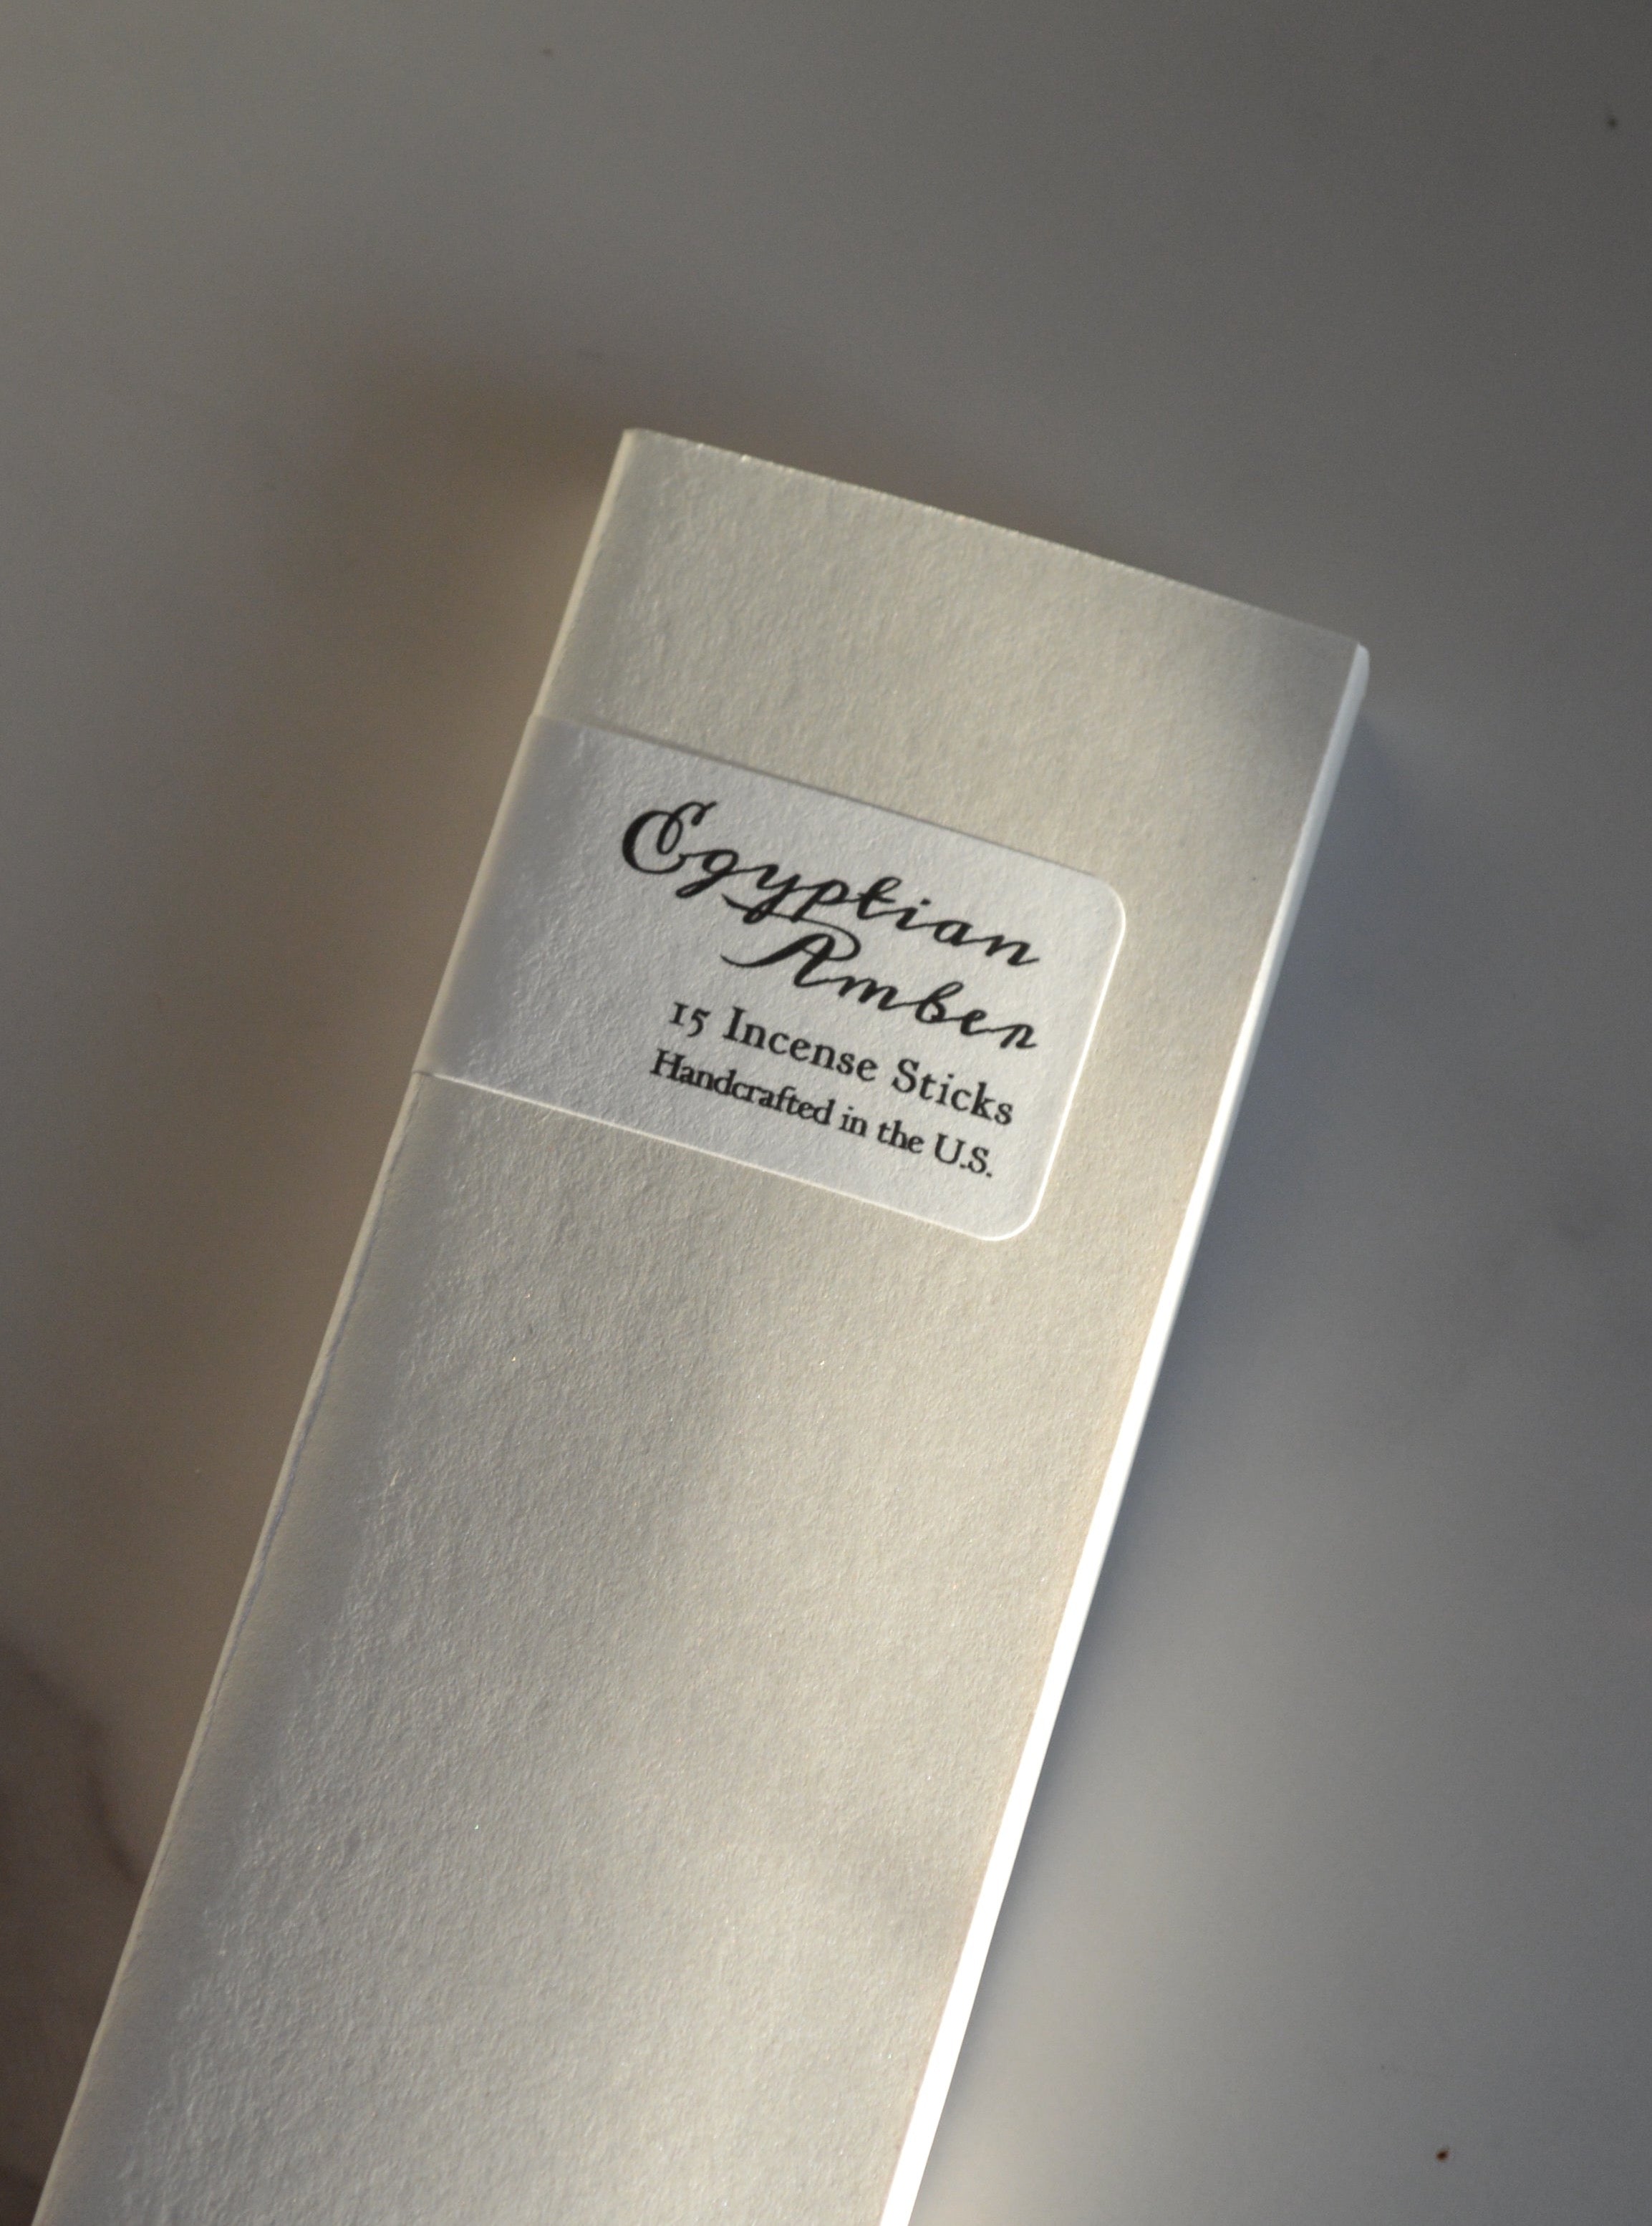 Egyptian
Amber
15 Incense Sticks
Handcrafted in the U.S.